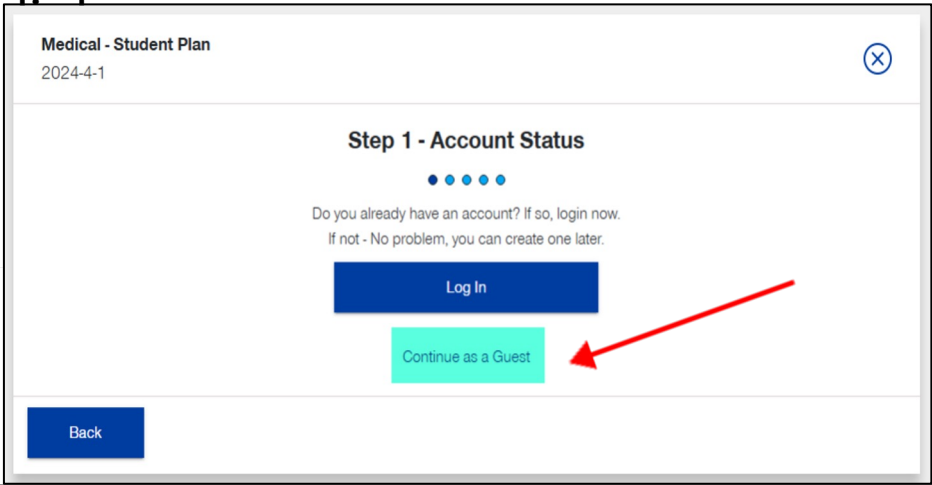 Medical - Student Plan
2024-4-1
Step 1 - Account Status
Do you already have an account? If so, login now.
If not - No problem, you can create one later.
Log In
Continue as a Guest
Back